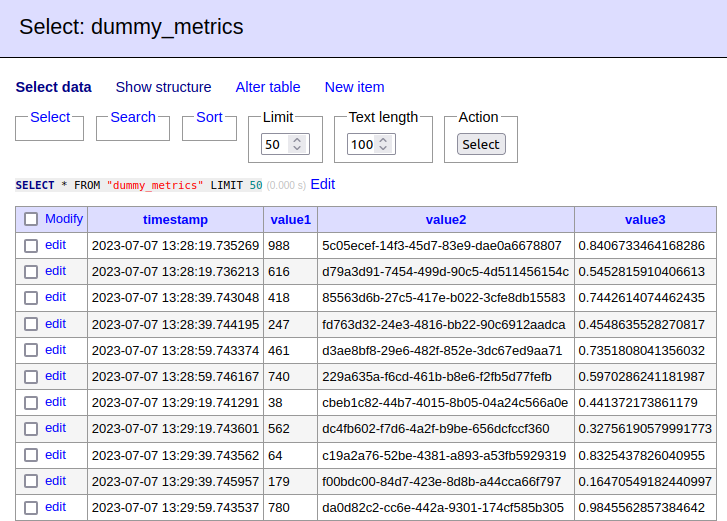 Select: dummy_metrics
Select data Show structure Alter table New item
Select Search Sort Limit Text length Action
50 100 Select
SELECT * FROM "dummy_metrics" LIMIT 50 (0.000 s) Edit
Modify timestamp value1 value2 value3
edit 2023-07-07 13:28:19.735269 988 5c05ecef-14f3-45d7-83e9-dae0a6678807 0.8406733464168286
edit 2023-07-07 13:28:19.736213 616 d79a3d91-7454-499d-90c5-4d511456154c 0.5452815910406613
edit 2023-07-07 13:28:39.743048 418 85563d6b-27c5-417e-b022-3cfe8db15583 0.7442614074462435
edit 2023-07-07 13:28:39.744195 247 fd763d32-24e3-4816-bb22-90c6912aadca 0.4548635528270817
edit 2023-07-07 13:28:59.743374 461 d3ae8bf8-29e6-482f-852e-3dc67ed9aa71 0.7351808041356032
edit 2023-07-07 13:28:59.746167 740 229a635a-f6cd-461b-b8e6-f2fb5d77fefb 0.5970286241181987
edit 2023-07-07 13:29:19.741291 38 cbeb1c82-44b7-4015-8b05-04a24c566a0e 0.441372173861179
edit 2023-07-07 13:29:19.743601 562 dc4fb602-f7d6-4a2f-b9be-656dcfccf360 0.32756190579991773
edit 2023-07-07 13:29:39.743562 64 c19a2a76-52be-4381-a893-a53fb5929319 0.8325437826040955
edit 2023-07-07 13:29:39.745957 179 f00bdc00-84d7-423e-8d8b-a44cca66f797 0.16470549182440997
edit 2023-07-07 13:29:59.743537 780 da0d82c2-cc6e-442a-9301-174cf585b305 0.9845562857384642